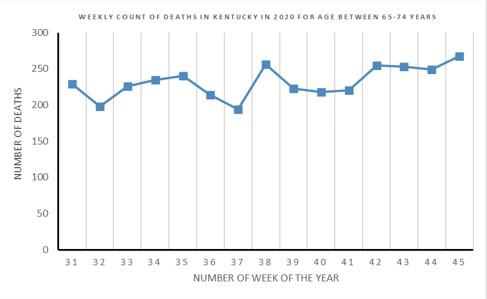 WEEKLY COUNT OF DEATHS IN KENTUCKY IN 2020 FOR AGE BETWEEN 65-74 YEARS
300
250
200
150
100
50
0
NUMBER OF DEATHS
31 32 33 34 35 36 37 38 39 40 41 42 43 44 45
NUMBER OF WEEK OF THE YEAR